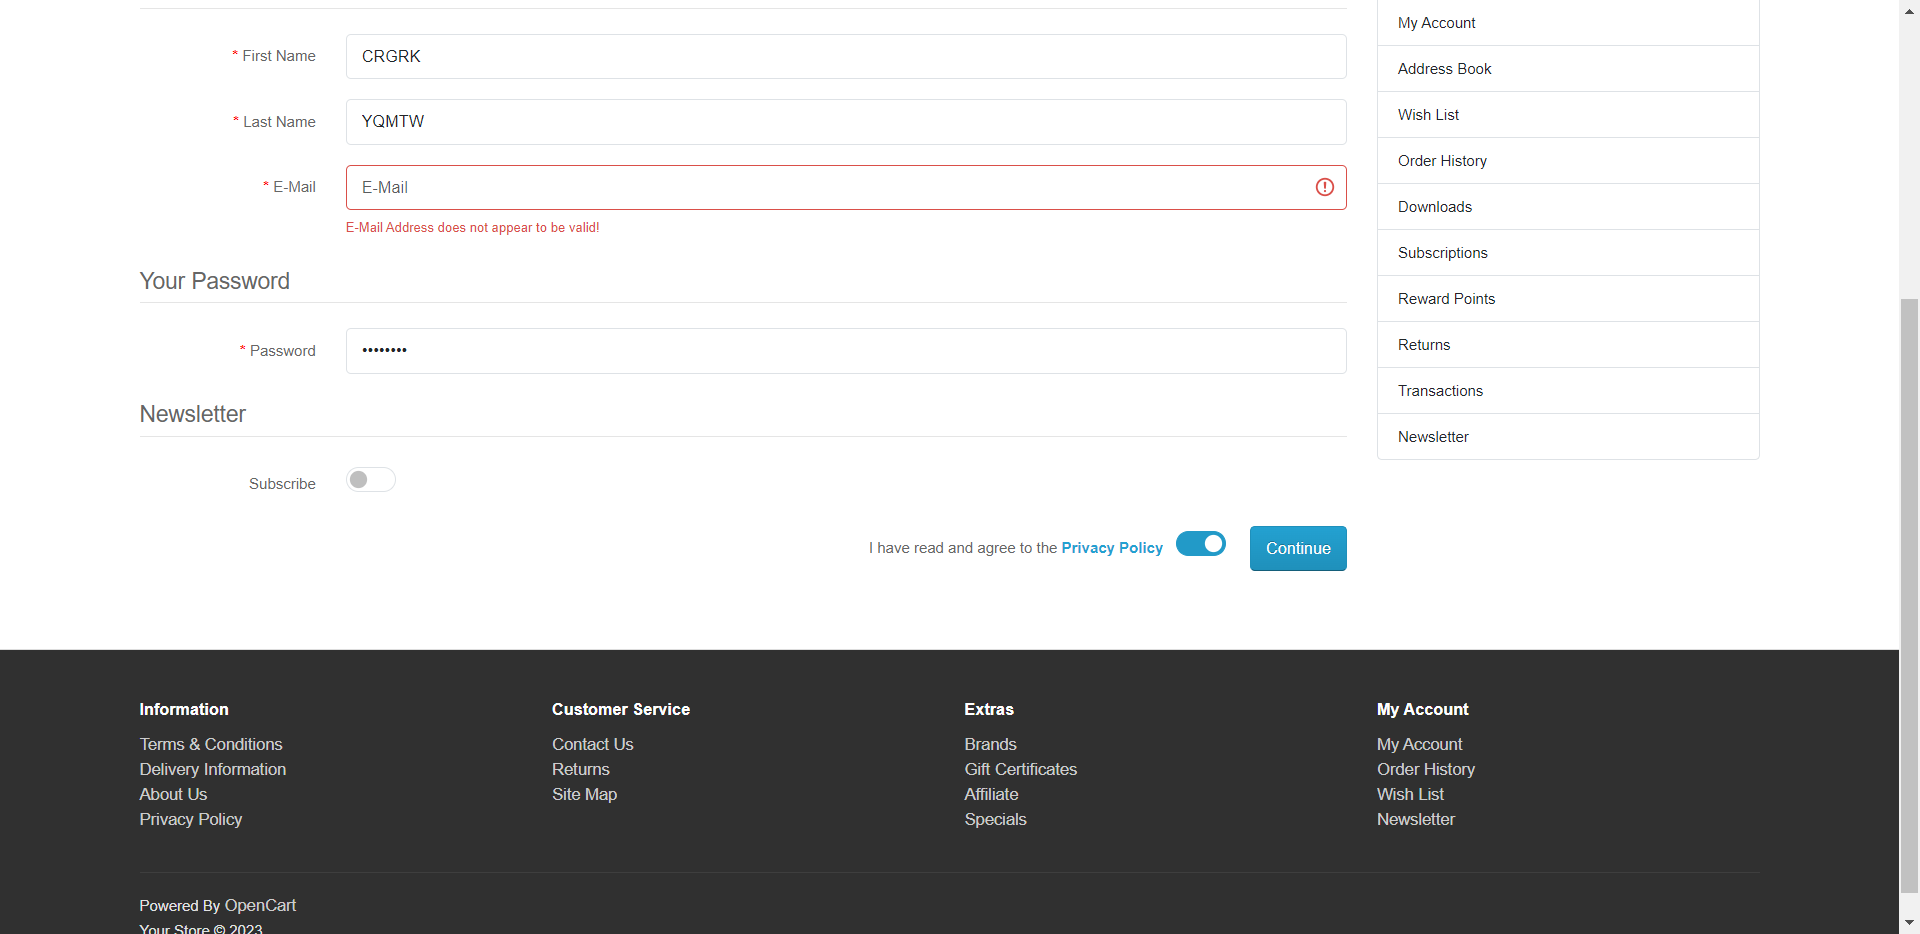 * First Name
CRGRK
* Last Name
YQMTW
* E-Mail
E-Mail
E-Mail Address does not appear to be valid!
Your Password
* Password
••••••••
Newsletter
Subscribe
I have read and agree to the Privacy Policy
Continue
My Account
Address Book
Wish List
Order History
Downloads
Subscriptions
Reward Points
Returns
Transactions
Newsletter
Information
Terms & Conditions
Delivery Information
About Us
Privacy Policy
Customer Service
Contact Us
Returns
Site Map
Extras
Brands
Gift Certificates
Affiliate
Specials
My Account
My Account
Order History
Wish List
Newsletter
Powered By OpenCart
Your Store © 2023